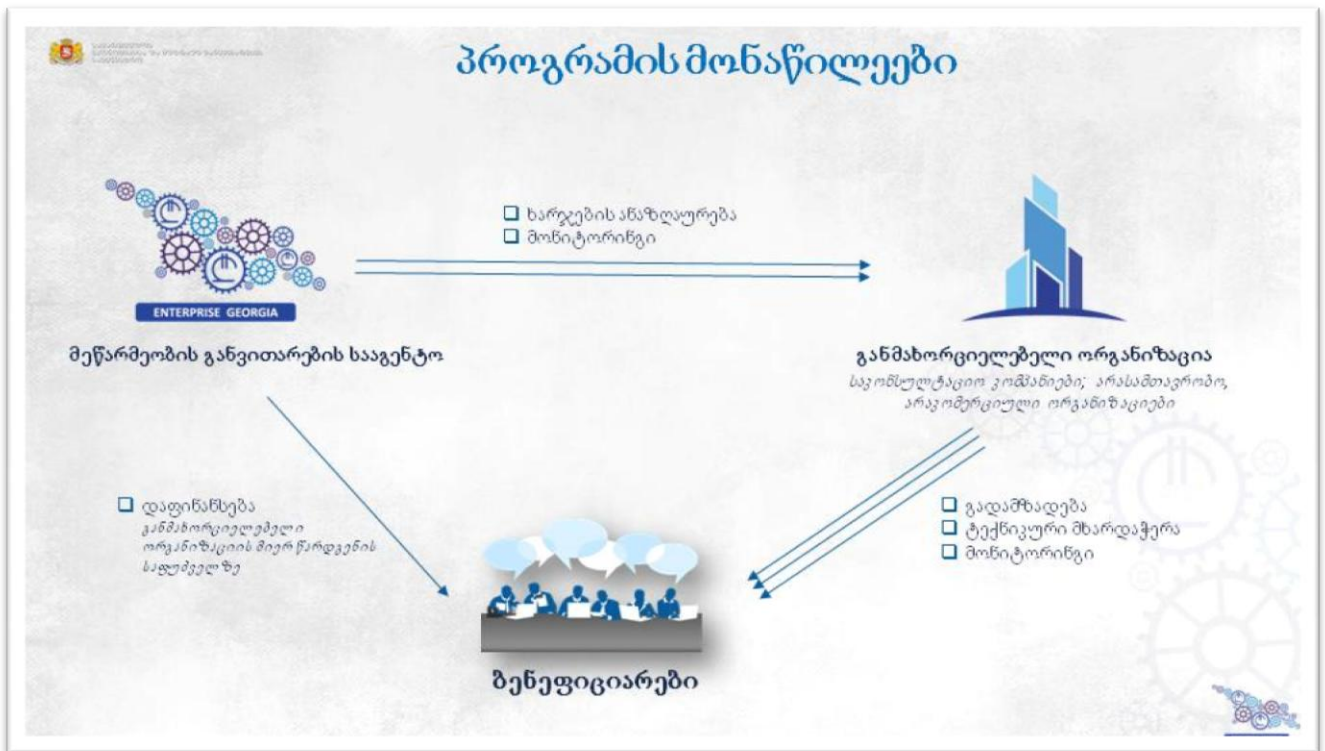 პროგრამის მონაწილეები
ხარჯების ანაზღაურება
მონიტორინგი
ENTERPRISE GEORGIA
მეწარმეობის განვითარების სააგენტო
განმახორციელებელი ორგანიზაცია
საკონსულტაციო კომპანიები; არასამთავრობო,
არაკომერციული ორგანიზაციები
დაფინანსება
განმახორციელებელი
ორგანიზაციის მიერ წარდგენის
საფუძველზე
გადამზადება
ტექნიკური მხარდაჭერა
მონიტორინგი
ბენეფიციარები